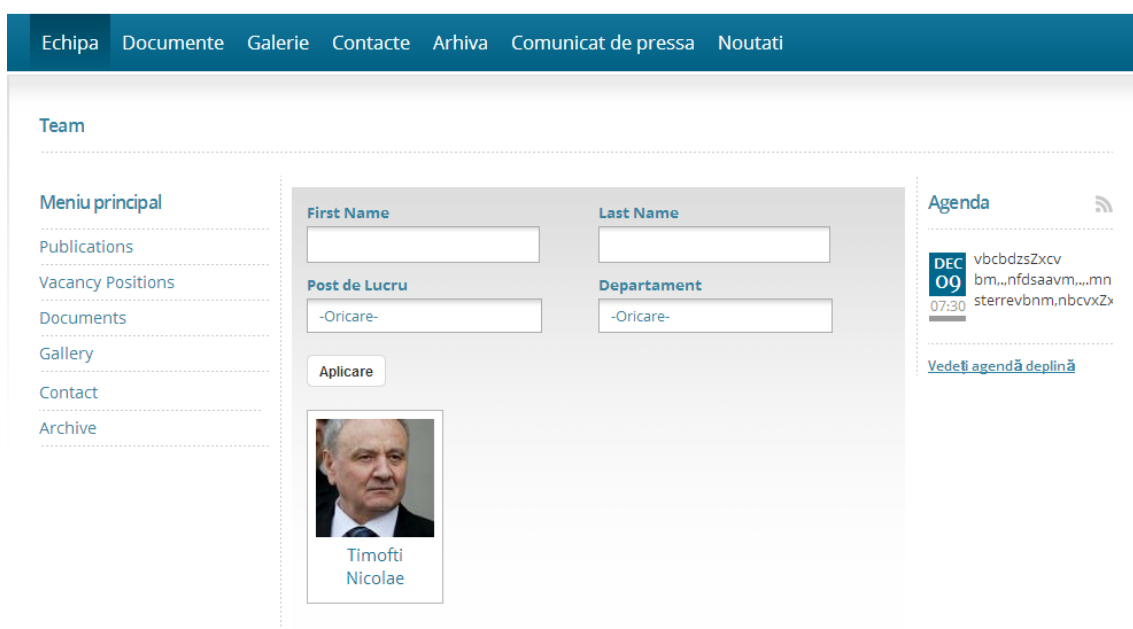 Echipa Documente Galerie Contacte Arhiva Comunicat de pressa Noutati
Team
Meniu principal
Publications
Vacancy Positions
Documents
Gallery
Contact
Archive
First Name Last Name
Post de Lucru Departament
-Oricare- -Oricare-
Aplicare
Timofti
Nicolae
Agenda
DEC
09
07:30
vbcbdzsZxcv
bm,.,nfdsaavm,,..mn
sterrevbnm,nbcvxZx
Vedeți agendă deplină